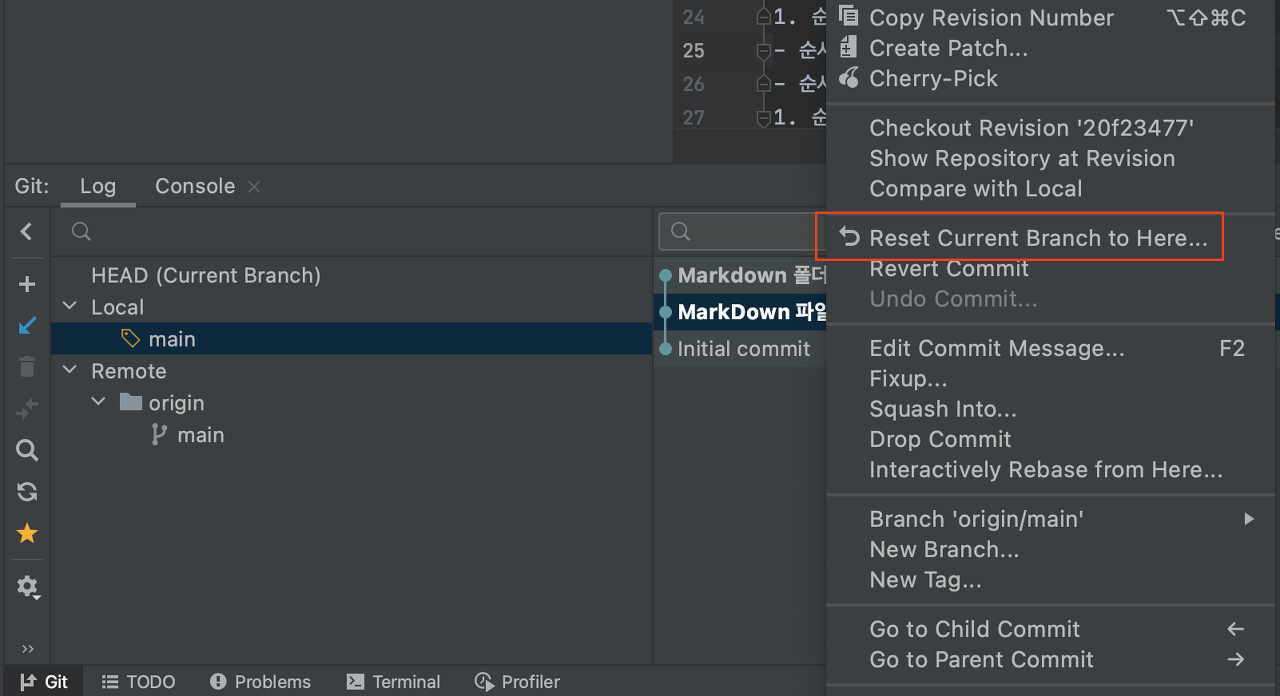 24
1. 순
25
- 순서
26
- 순서
27
1. 순
Git:
Log
Console
HEAD (Current Branch)
Local
main
Remote
origin
main
Markdown 폴더
MarkDown 파일
Initial commit
Copy Revision Number ⌥⇧⌘C
Create Patch...
Cherry-Pick
Checkout Revision '20f23477'
Show Repository at Revision
Compare with Local
Reset Current Branch to Here...
Revert Commit
Undo Commit...
Edit Commit Message... F2
Fixup...
Squash Into...
Drop Commit
Interactively Rebase from Here...
Branch 'origin/main'
New Branch...
New Tag...
Go to Child Commit ←
Go to Parent Commit →
Git
TODO
Problems
Terminal
Profiler